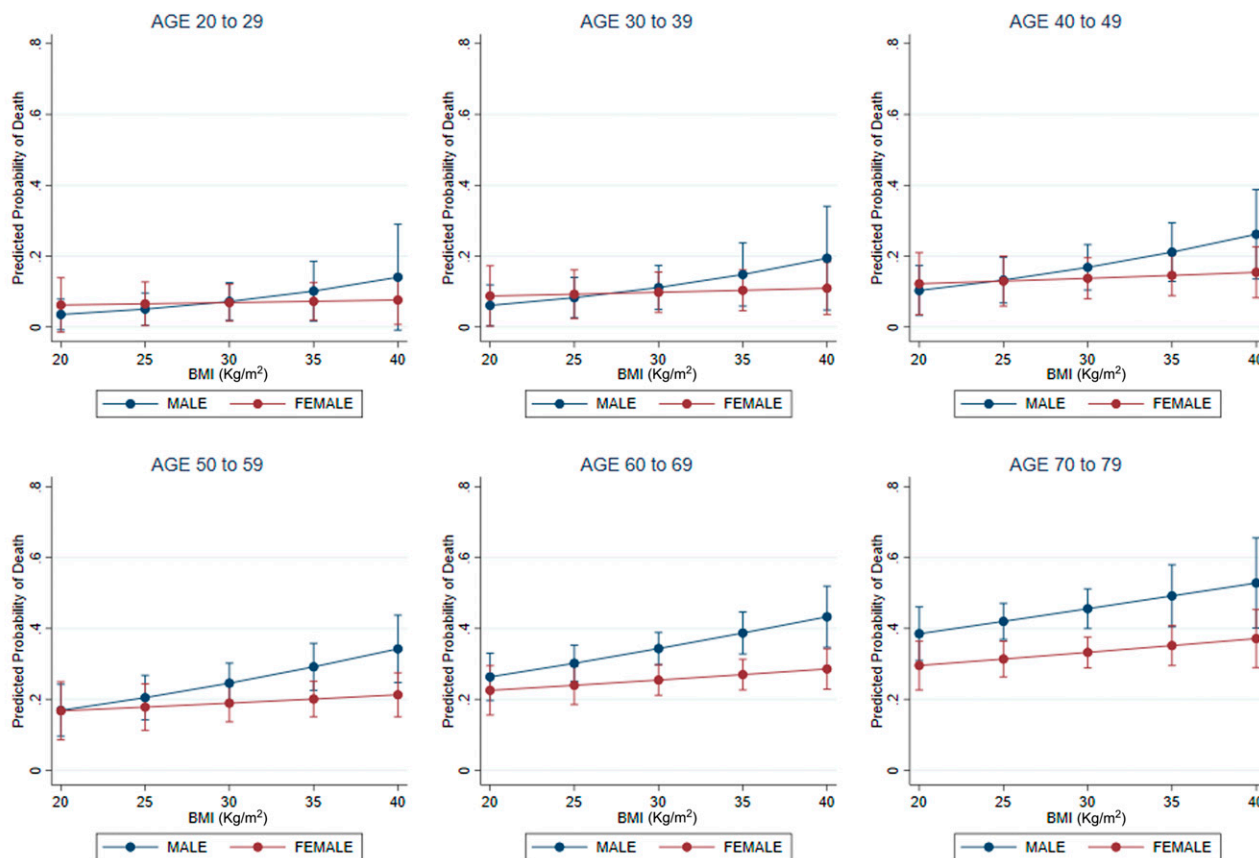 AGE 20 to 29
Predicted Probability of Death
.8
.6
.4
.2
0
20 25 30 35 40
BMI (Kg/m²)
MALE FEMALE
AGE 30 to 39
Predicted Probability of Death
.8
.6
.4
.2
0
20 25 30 35 40
BMI (Kg/m²)
MALE FEMALE
AGE 40 to 49
Predicted Probability of Death
.8
.6
.4
.2
0
20 25 30 35 40
BMI (Kg/m²)
MALE FEMALE
AGE 50 to 59
Predicted Probability of Death
.8
.6
.4
.2
0
20 25 30 35 40
BMI (Kg/m²)
MALE FEMALE
AGE 60 to 69
Predicted Probability of Death
.8
.6
.4
.2
0
20 25 30 35 40
BMI (Kg/m²)
MALE FEMALE
AGE 70 to 79
Predicted Probability of Death
.8
.6
.4
.2
0
20 25 30 35 40
BMI (Kg/m²)
MALE FEMALE